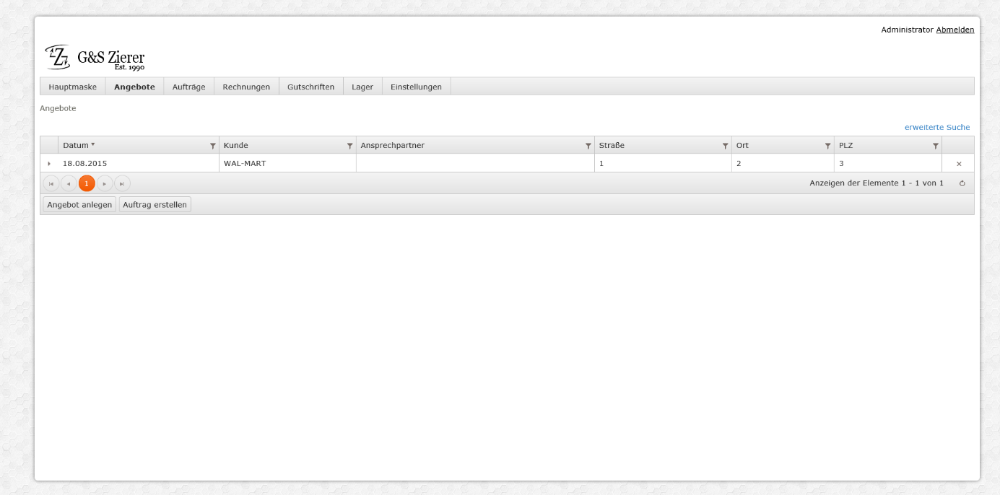 Administrator Abmelden
G&S Zierer
Est. 1990
Hauptmaske Angebote Aufträge Rechnungen Gutschriften Lager Einstellungen
Angebote
erweiterte Suche
Datum Kunde Ansprechpartner Straße Ort PLZ
18.08.2015 WAL-MART 1 2 3
1 Anzeigen der Elemente 1 - 1 von 1
Angebot anlegen Auftrag erstellen